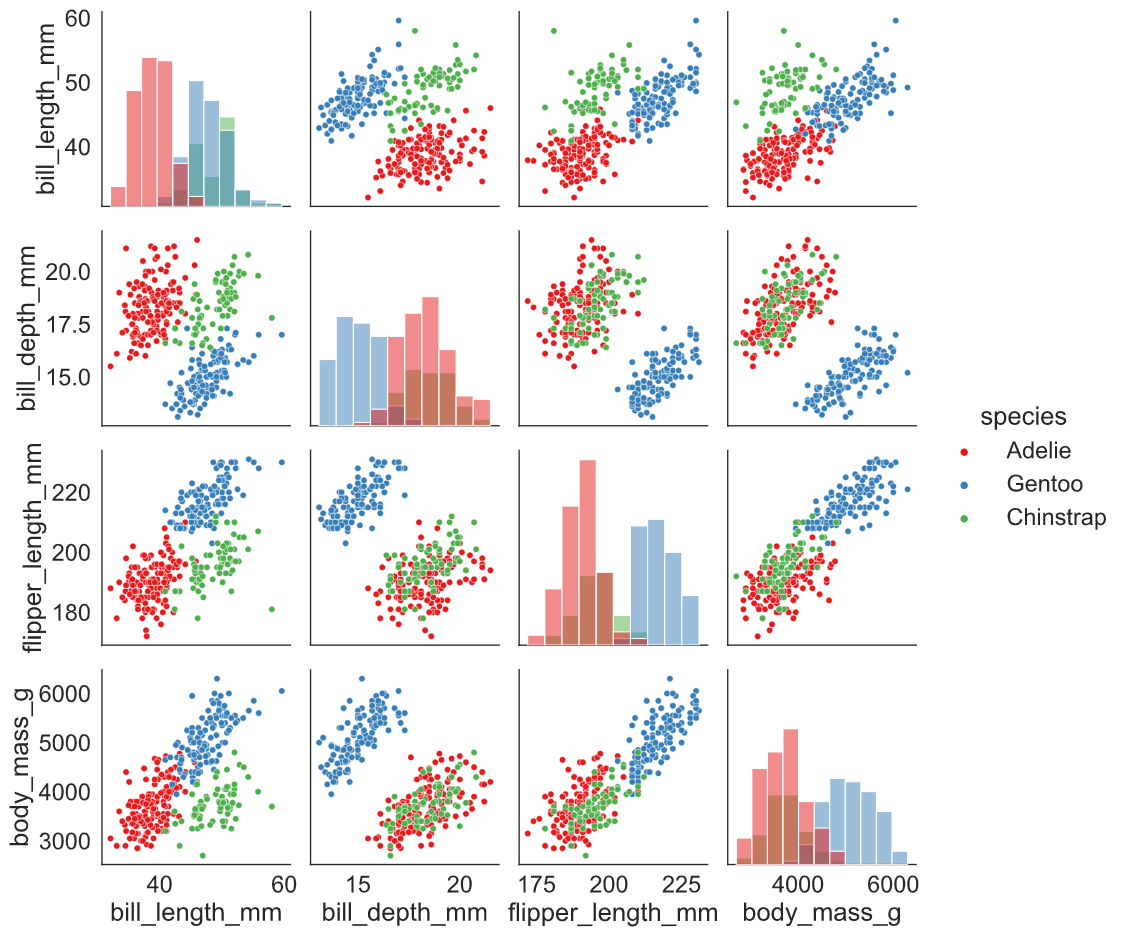 bill_length_mm
60
50
40
bill_depth_mm
20.0
17.5
15.0
flipper_length_mm
220
200
180
body_mass_g
6000
5000
4000
3000
40 60
15 20
175 200 225
4000 6000
bill_length_mm
bill_depth_mm
flipper_length_mm
body_mass_g
species
Adelie
Gentoo
Chinstrap